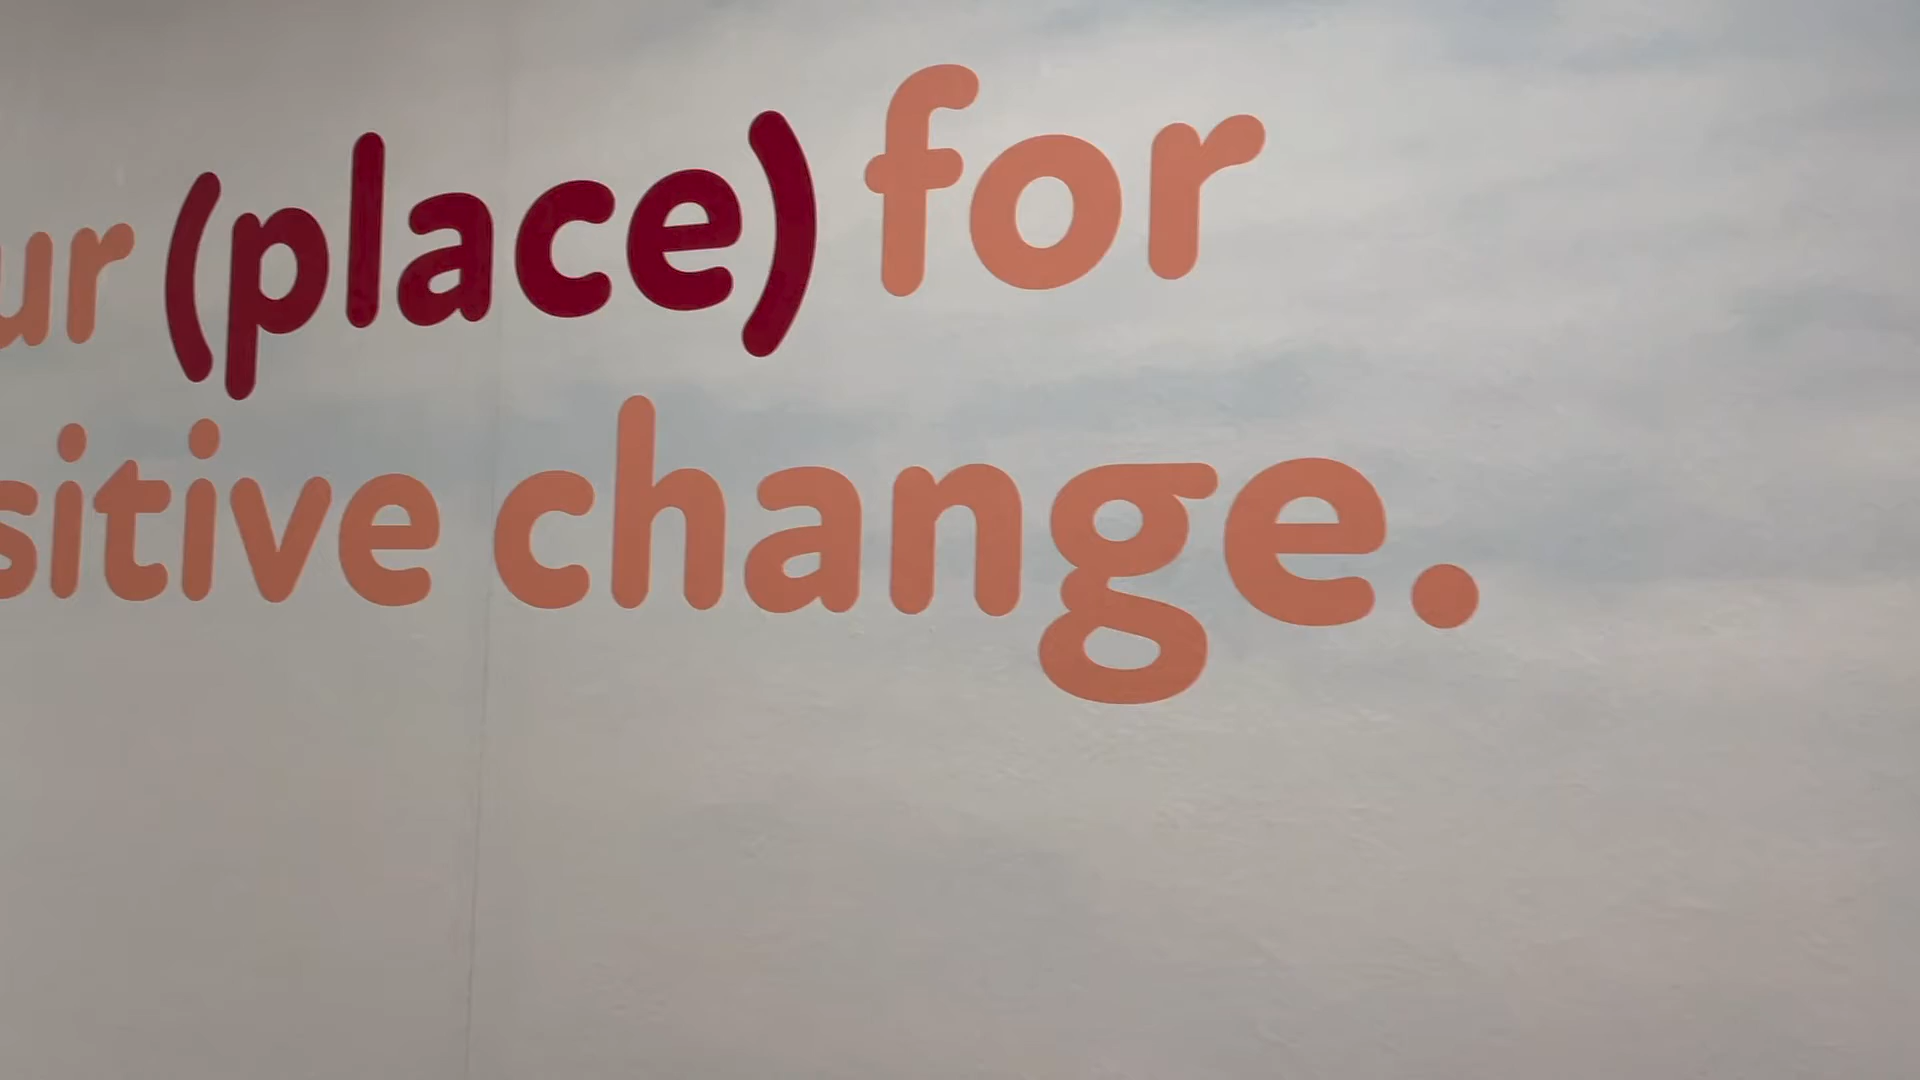 ur (place) for
sitive change.